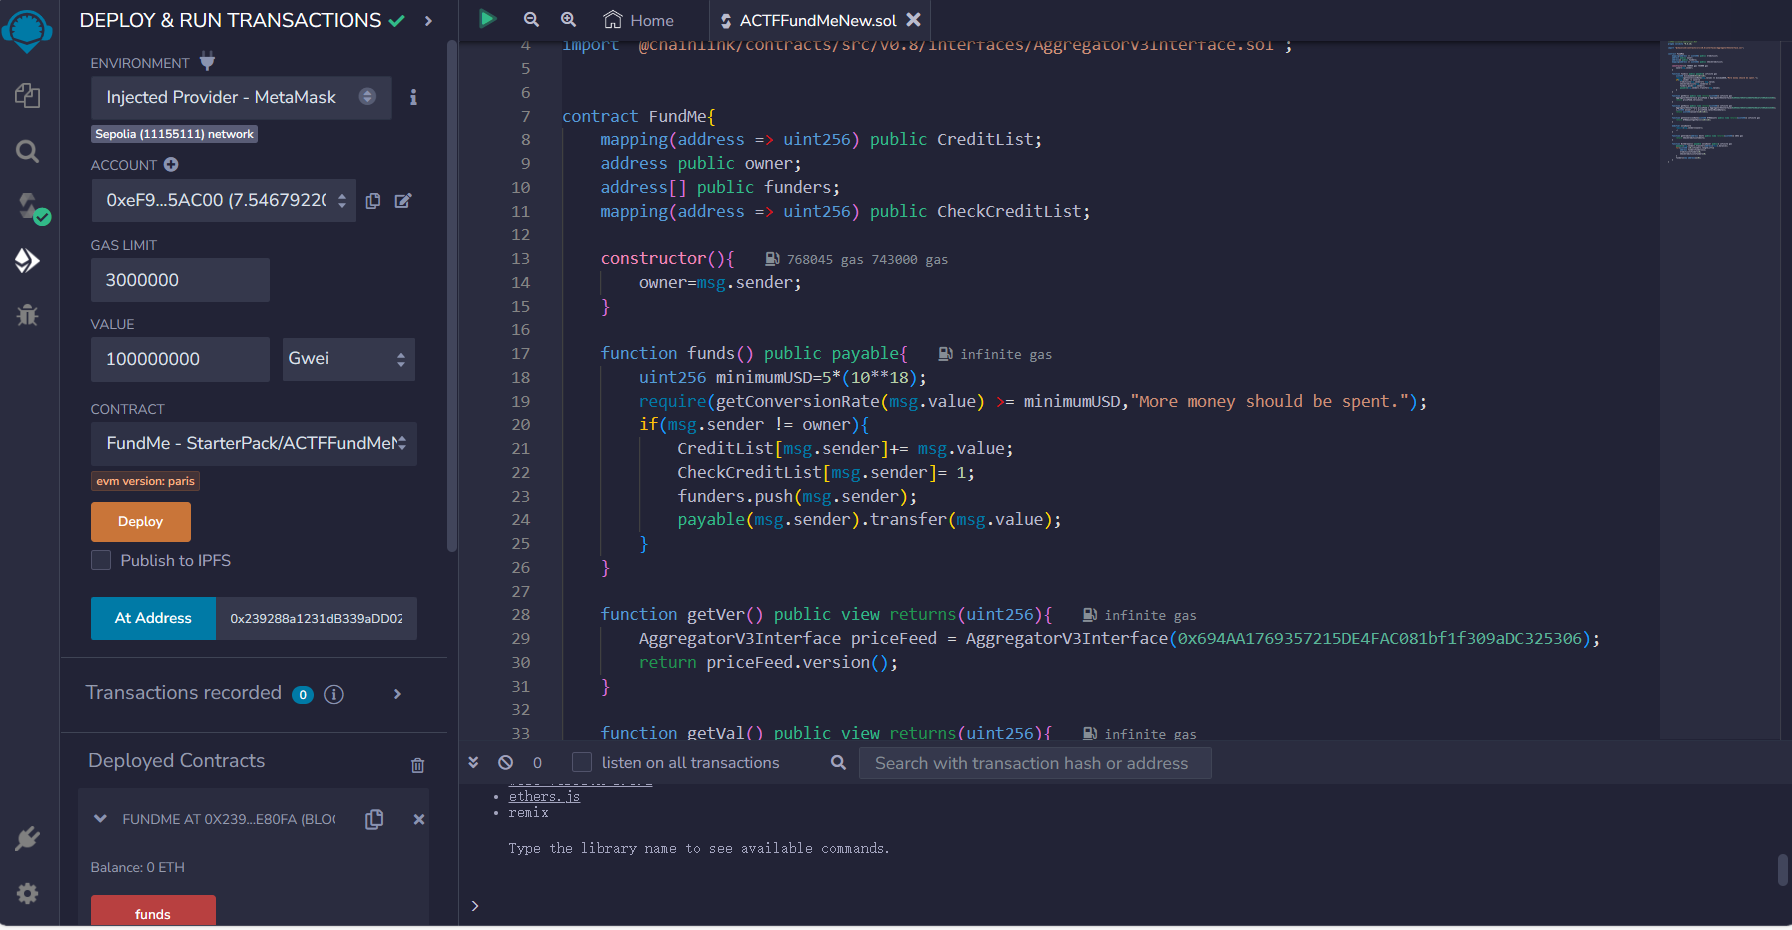 DEPLOY & RUN TRANSACTIONS
ENVIRONMENT
Injected Provider - MetaMask
Sepolia (11155111) network
ACCOUNT
0xeF9...5AC00 (7.54679220
GAS LIMIT
3000000
VALUE
100000000
Gwei
CONTRACT
FundMe - StarterPack/ACTFFundMeN
evm version: paris
Deploy
Publish to IPFS
At Address
0x239288a1231dB339aDD02
Transactions recorded 0
Deployed Contracts
FUNDME AT 0X239...E80FA (BLOC
Balance: 0 ETH
funds
Home
ACTFFundMeNew.sol
4 import "@chainlink/contracts/src/v0.8/interfaces/AggregatorV3Interface.sol";
5
6
7 contract FundMe{
8 mapping(address => uint256) public CreditList;
9 address public owner;
10 address[] public funders;
11 mapping(address => uint256) public CheckCreditList;
12
13 constructor(){ 768045 gas 743000 gas
14 owner=msg.sender;
15 }
16
17 function funds() public payable{ infinite gas
18 uint256 minimumUSD=5*(10**18);
19 require(getConversionRate(msg.value) >= minimumUSD,"More money should be spent.");
20 if(msg.sender != owner){
21 CreditList[msg.sender]+= msg.value;
22 CheckCreditList[msg.sender]= 1;
23 funders.push(msg.sender);
24 payable(msg.sender).transfer(msg.value);
25 }
26 }
27
28 function getVer() public view returns(uint256){ infinite gas
29 AggregatorV3Interface priceFeed = AggregatorV3Interface(0x694AA1769357215DE4FAC081bf1f309aDC325306);
30 return priceFeed.version();
31 }
32
33 function getVal() public view returns(uint256){ infinite gas
0
listen on all transactions
Search with transaction hash or address
• ethers.js
• remix
Type the library name to see available commands.
>